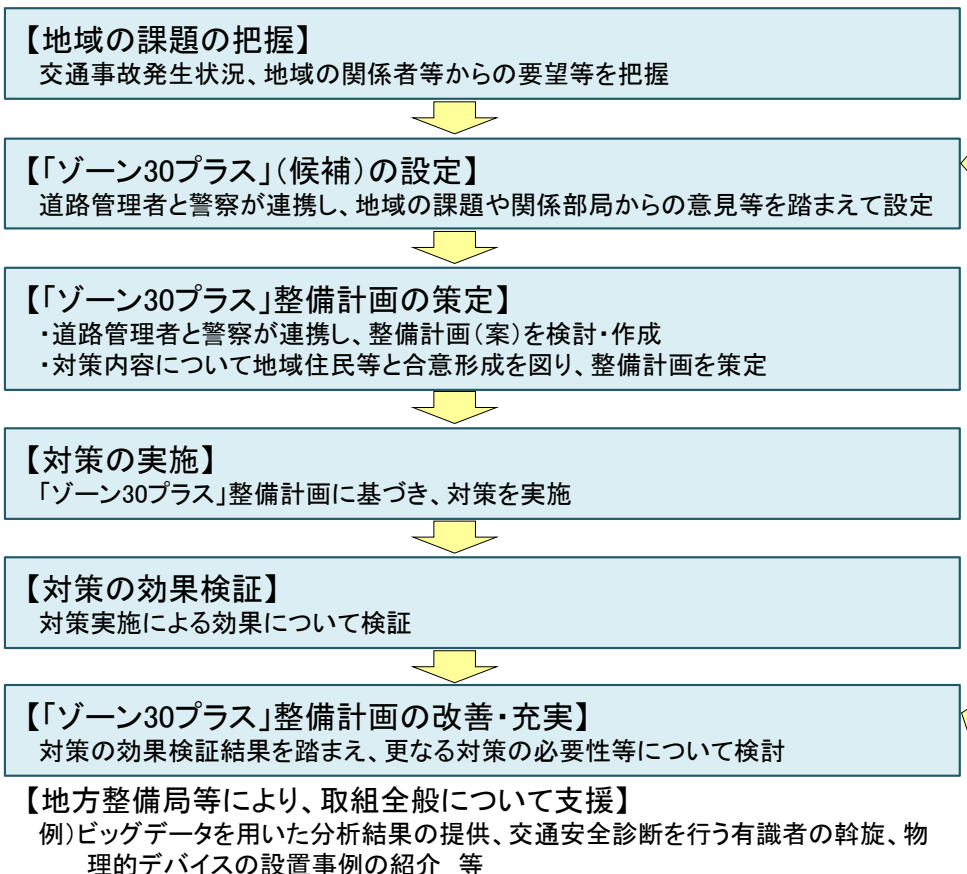 【地域の課題の把握】
交通事故発生状況、地域の関係者等からの要望等を把握
【「ゾーン30プラス」（候補）の設定】
道路管理者と警察が連携し、地域の課題や関係部局からの意見等を踏まえて設定
【「ゾーン30プラス」整備計画の策定】
・道路管理者と警察が連携し、整備計画（案）を検討・作成
・対策内容について地域住民等と合意形成を図り、整備計画を策定
【対策の実施】
「ゾーン30プラス」整備計画に基づき、対策を実施
【対策の効果検証】
対策実施による効果について検証
【「ゾーン30プラス」整備計画の改善・充実】
対策の効果検証結果を踏まえ、更なる対策の必要性等について検討
【地方整備局等により、取組全般について支援】
例）ビッグデータを用いた分析結果の提供、交通安全診断を行う有識者の斡旋、物
理的デバイスの設置事例の紹介　等